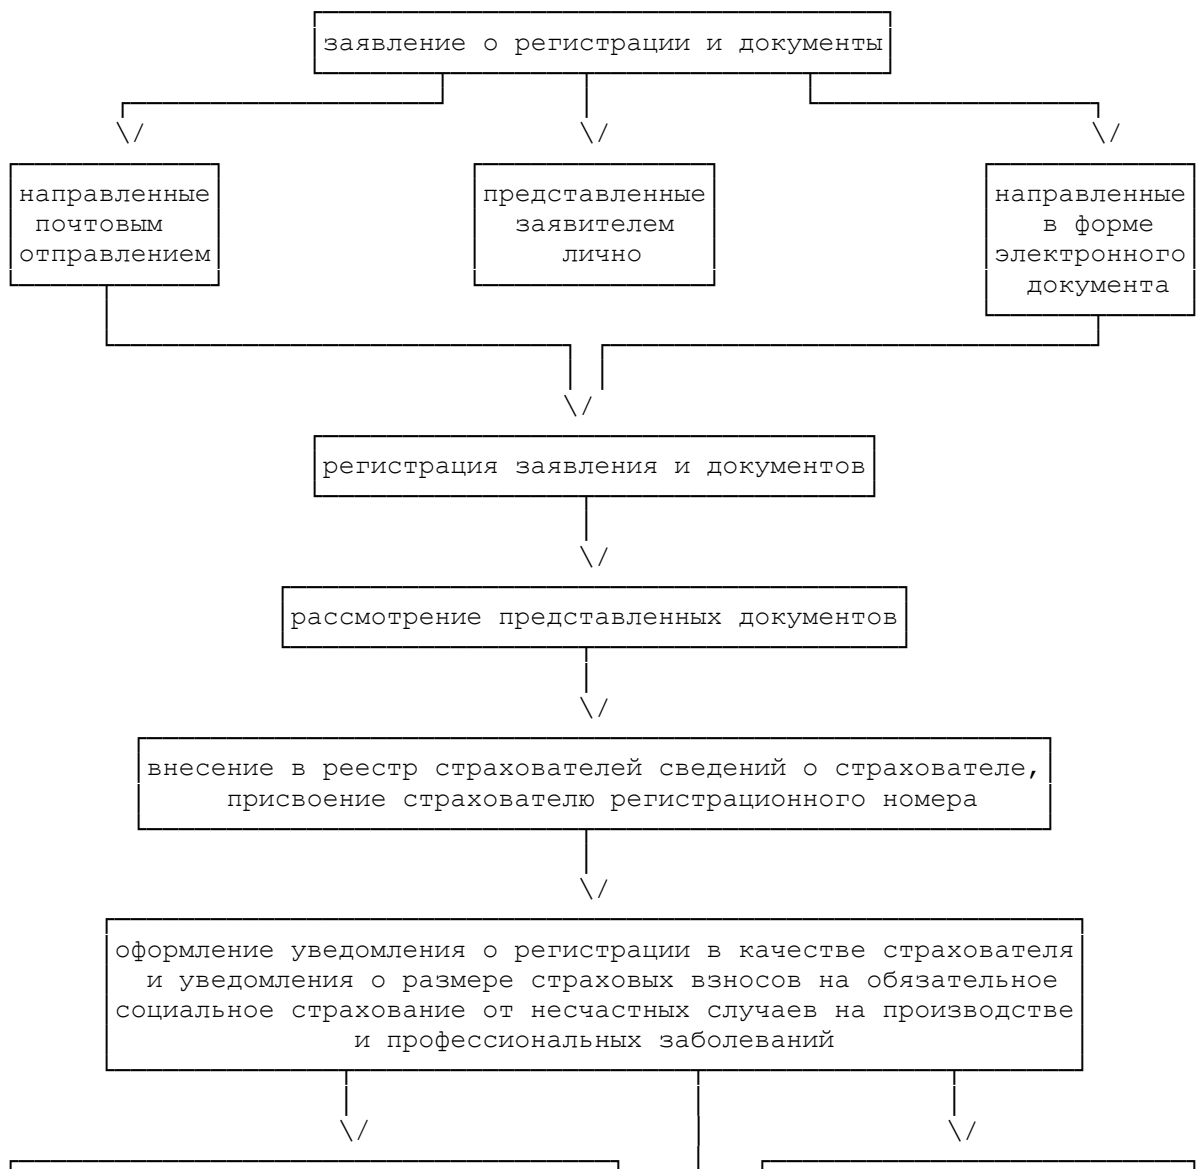 заявление о регистрации и документы
направленные
почтовым
отправлением
представленные
заявителем
лично
направленные
в форме
электронного
документа
регистрация заявления и документов
рассмотрение представленных документов
внесение в реестр страхователей сведений о страхователе,
присвоение страхователю регистрационного номера
оформление уведомления о регистрации в качестве страхователя
и уведомления о размере страховых взносов на обязательное
социальное страхование от несчастных случаев на производстве
и профессиональных заболеваний